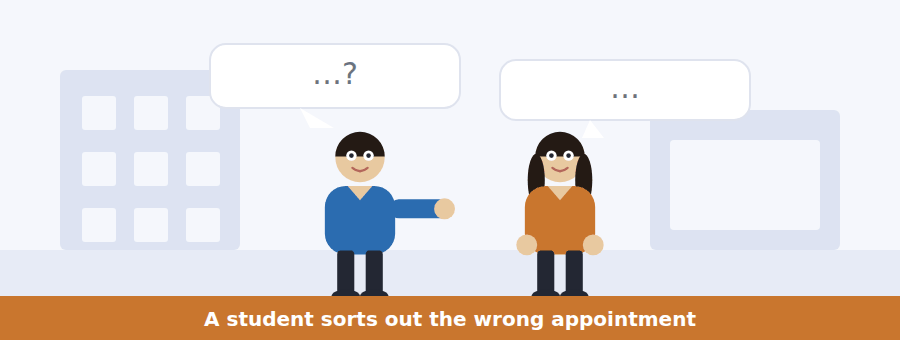 ...?
...
A student sorts out the wrong appointment